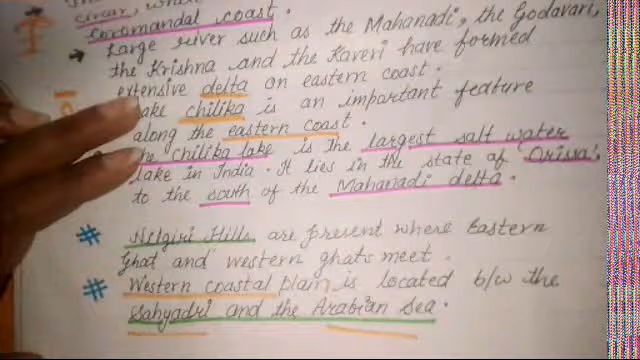 circar, whe
coromandal coast.
Large river such as the Mahanadi, the Godavari,
the Krishna and the Kaveri have formed
extensive delta on eastern coast.
Lake chilika is an important feature
along the eastern coast.
chilika lake is the largest salt water
lake in India. It lies in the state of Orissa,
to the south of the Mahanadi delta.
# Nilgiri Hills are present where Eastern
Ghat and western ghats meet.
# Western coastal plain is located b/w the
Sahyadri and the Arabian sea.